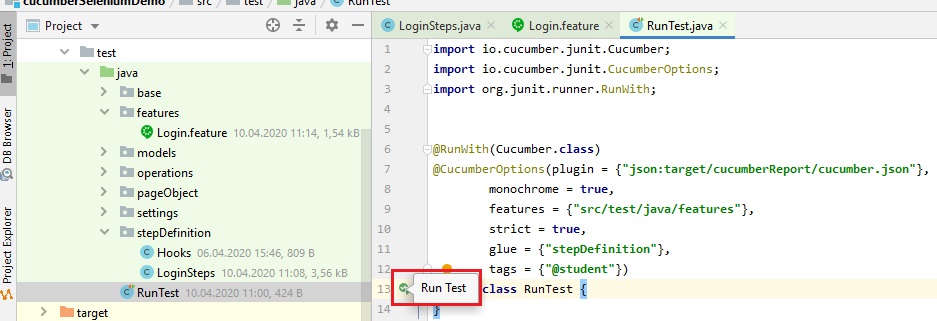 cucumberSeleniumDemo src test java RunTest
Project
LoginSteps.java Login.feature RunTest.java
1: Project
DB Browser
Project Explorer
test
java
base
features
Login.feature 10.04.2020 11:14, 1,54 kB
models
operations
pageObject
settings
stepDefinition
Hooks 06.04.2020 15:46, 809 B
LoginSteps 10.04.2020 11:08, 3,56 kB
RunTest 10.04.2020 11:00, 424 B
target
1 import io.cucumber.junit.Cucumber;
2 import io.cucumber.junit.CucumberOptions;
3 import org.junit.runner.RunWith;
4
5
6 @RunWith(Cucumber.class)
7 @CucumberOptions(plugin = {"json:target/cucumberReport/cucumber.json"},
8 monochrome = true,
9 features = {"src/test/java/features"},
10 strict = true,
11 glue = {"stepDefinition"},
12 tags = {"@student"})
13 Run Test class RunTest {
14 }